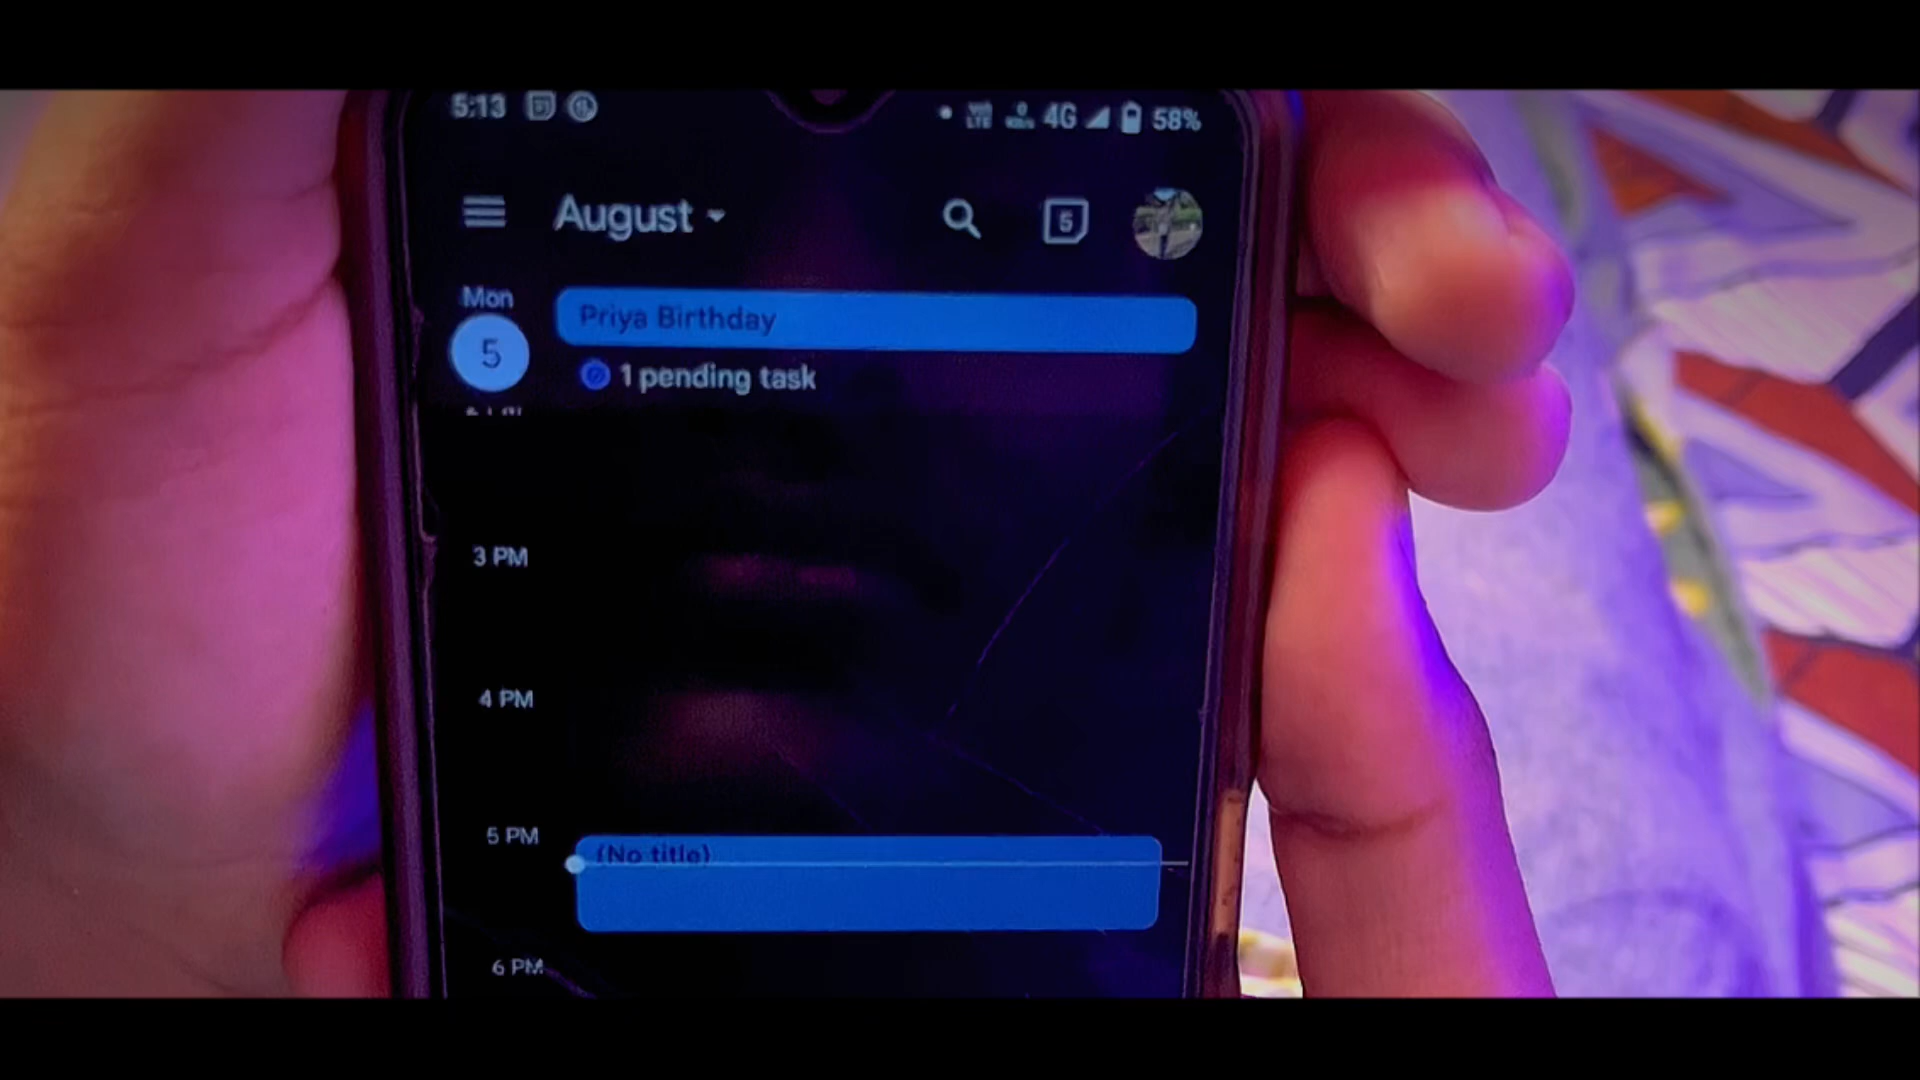 5:13 4G 58%
August 5
Mon
5
Priya Birthday
1 pending task
3 PM
4 PM
5 PM
(No title)
6 PM